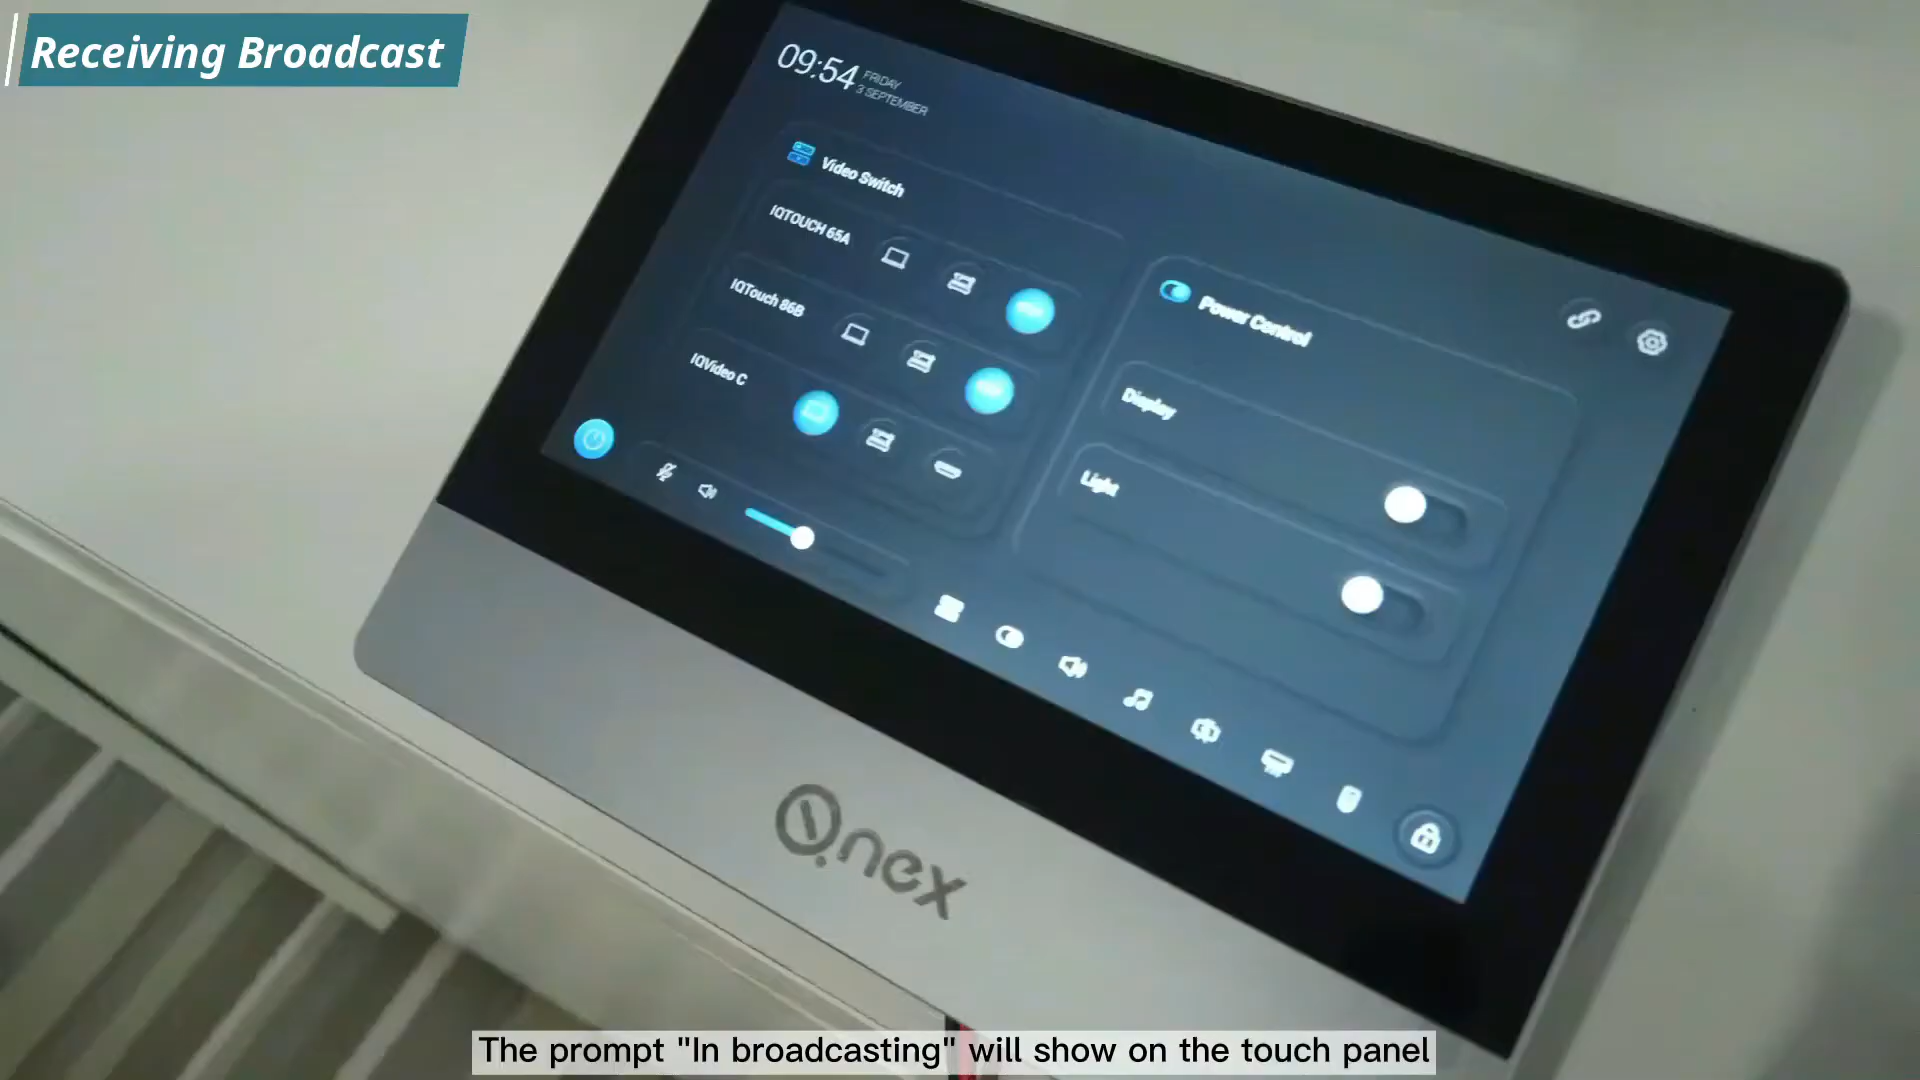 Receiving Broadcast
09:54
FRIDAY
3 SEPTEMBER
Video Switch
IQTOUCH 65A
IQTouch 86B
IQVideo C
Power Control
Display
Light
Qnex
The prompt "In broadcasting" will show on the touch panel